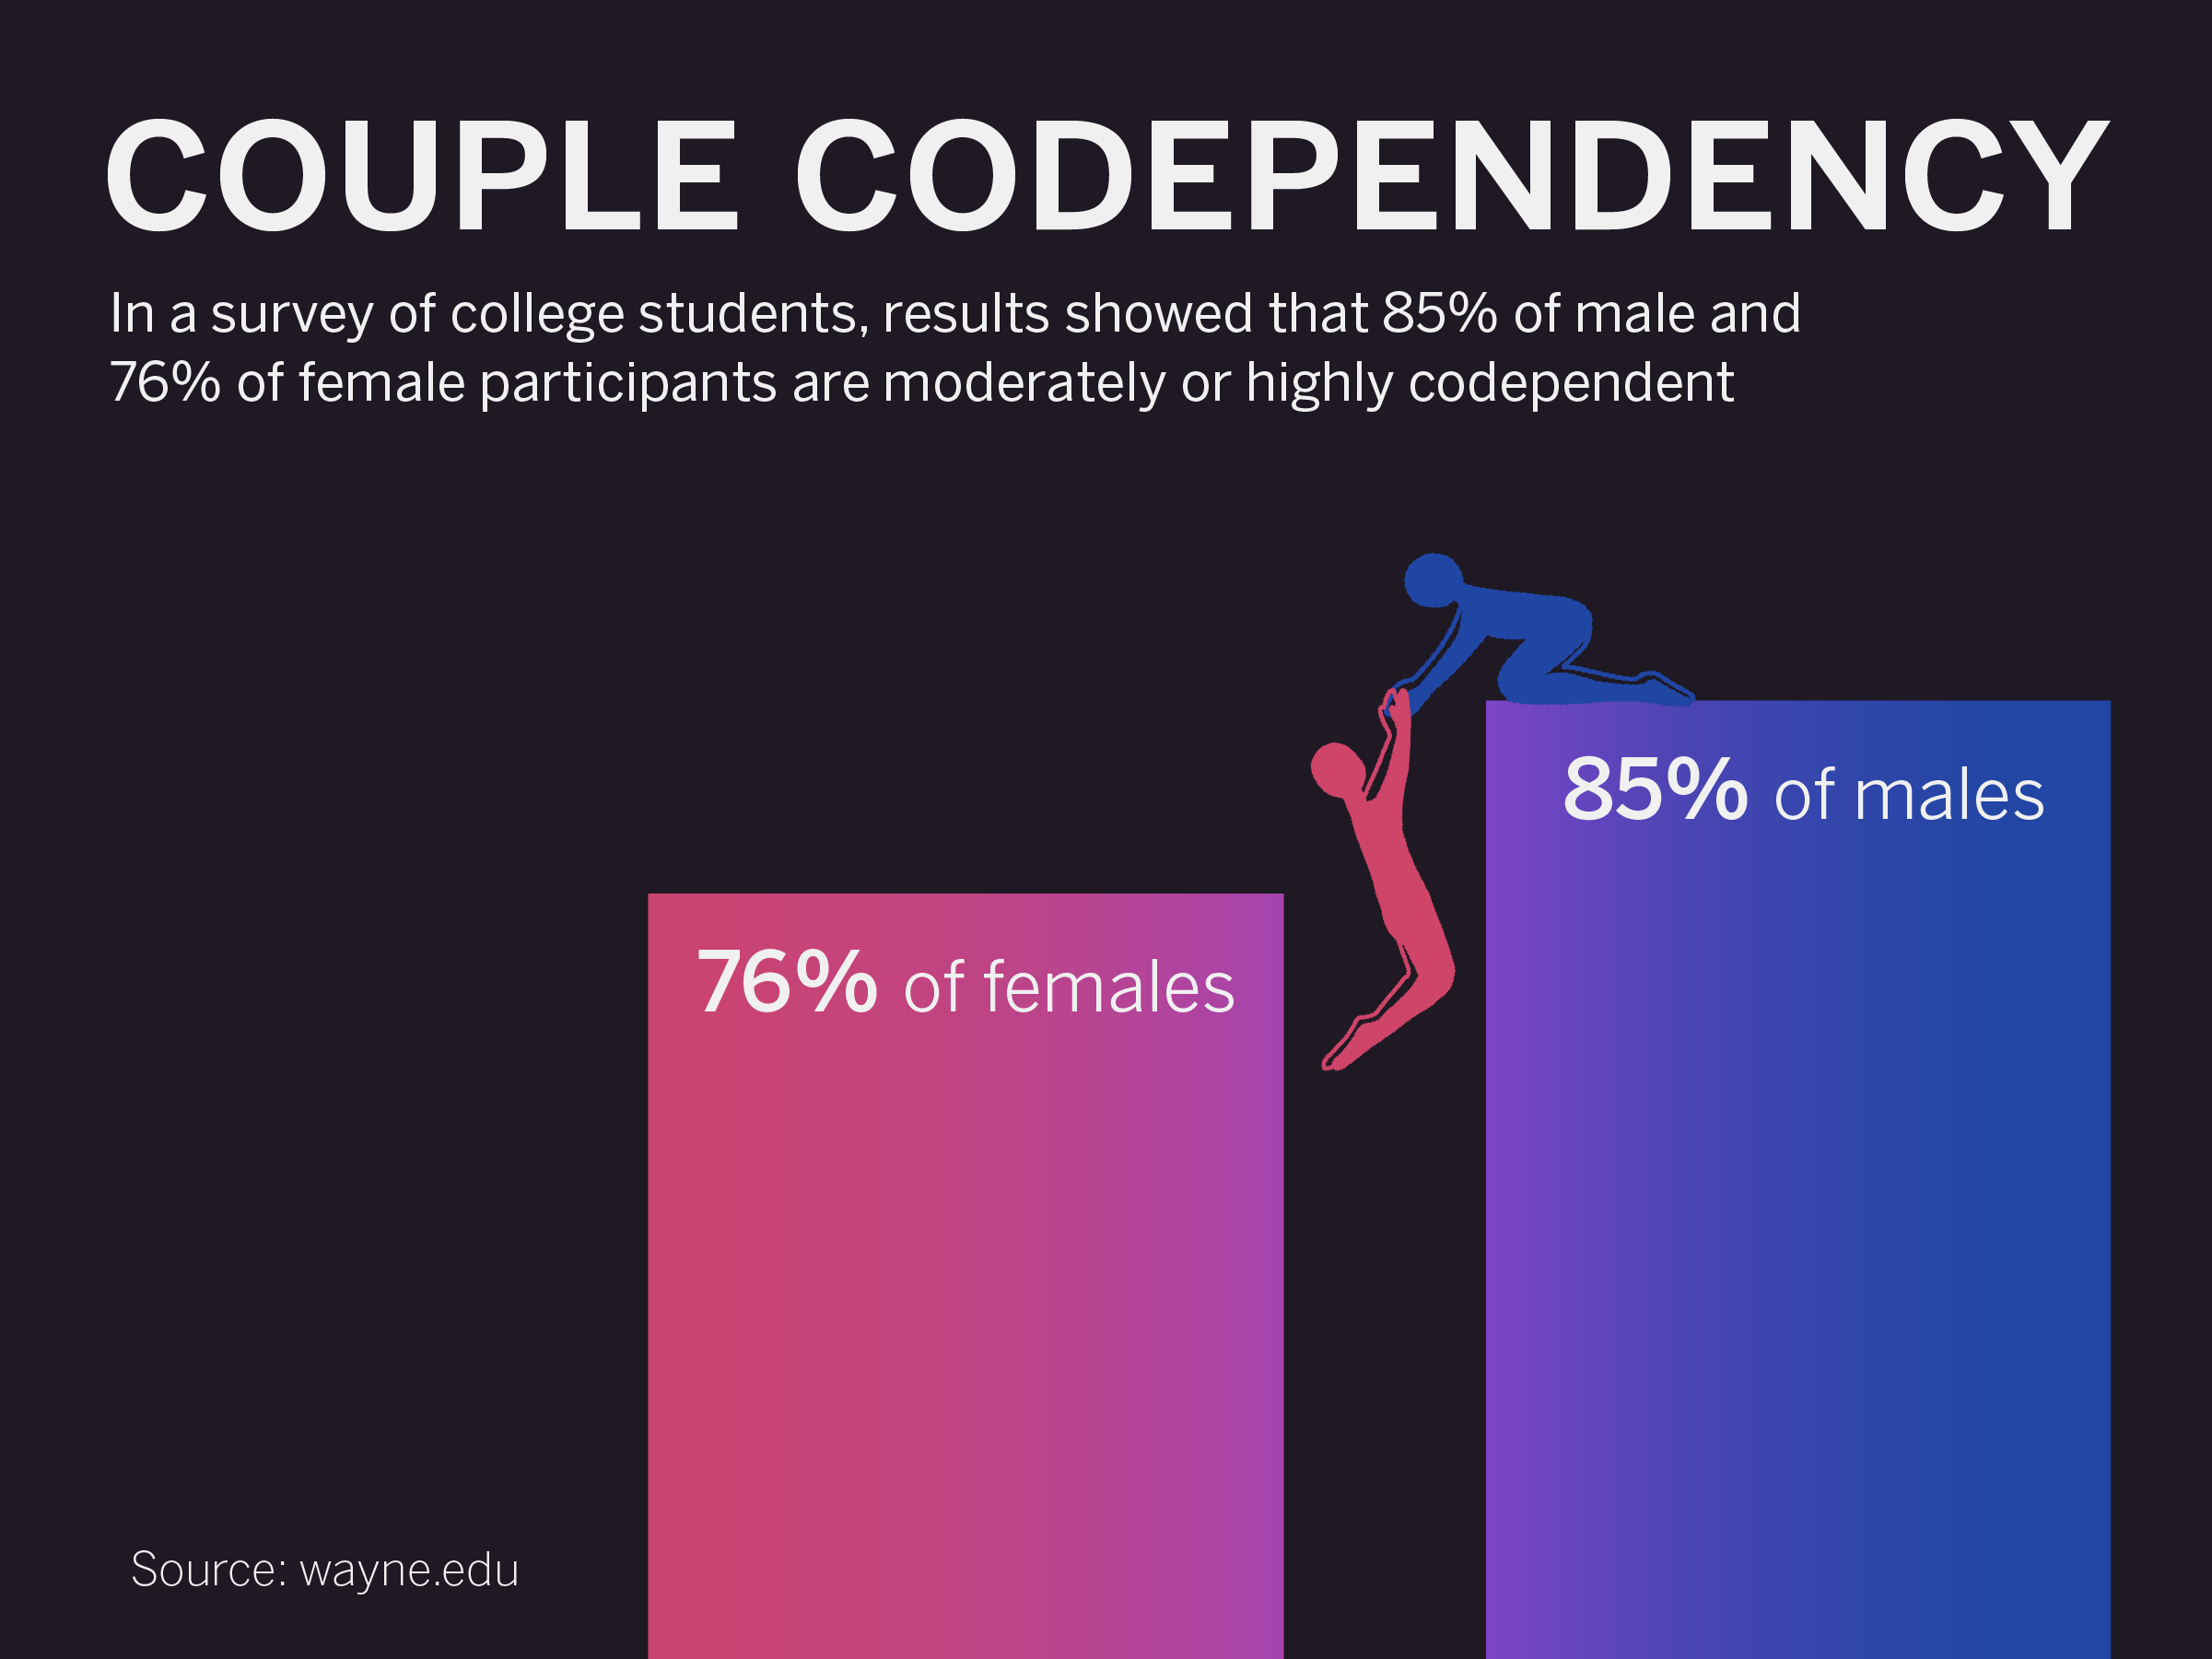 COUPLE CODEPENDENCY
In a survey of college students, results showed that 85% of male and
76% of female participants are moderately or highly codependent
85% of males
76% of females
Source: wayne.edu